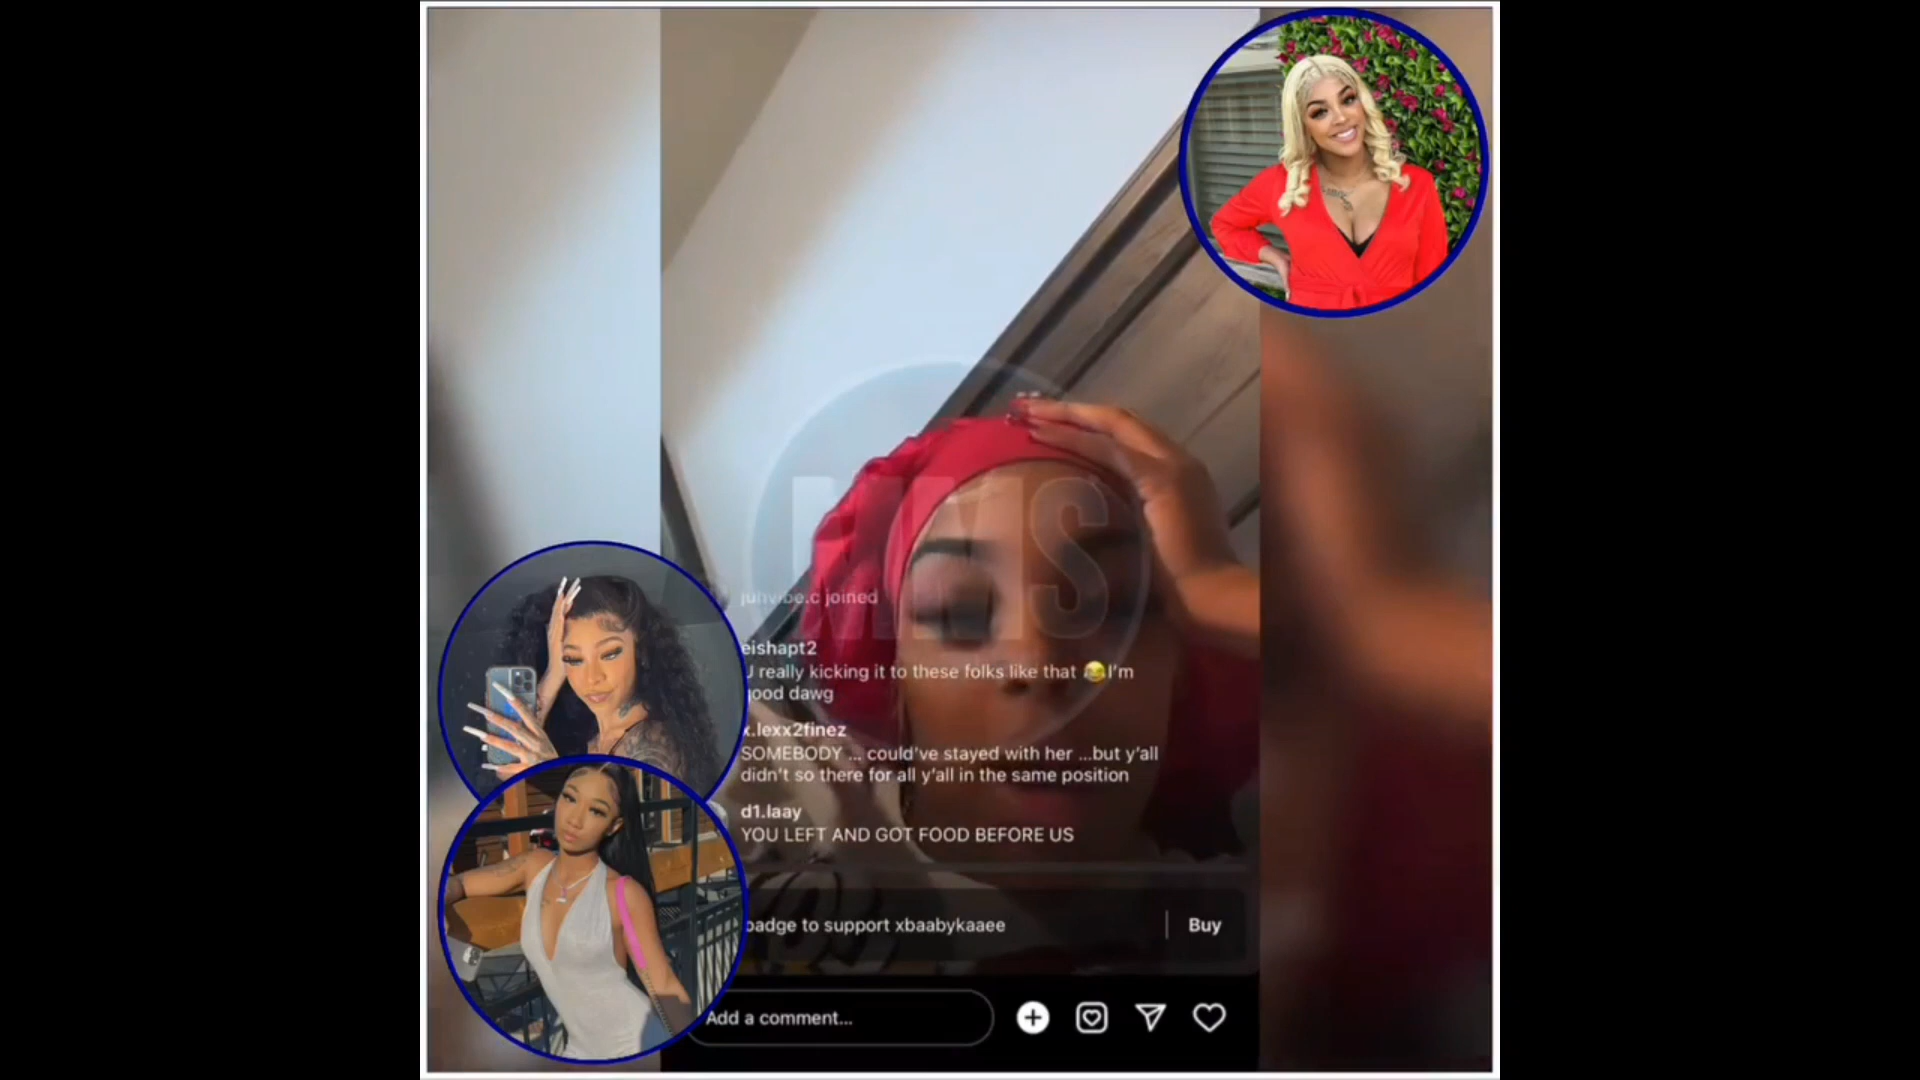 MMS
juhvibe.c joined
eishapt2
U really kicking it to these folks like that 😂I'm
good dawg
x.lexx2finez
SOMEBODY ... could've stayed with her ...but y'all
didn't so there for all y'all in the same position
d1.laay
YOU LEFT AND GOT FOOD BEFORE US
badge to support xbaabykaaee
Buy
Add a comment...